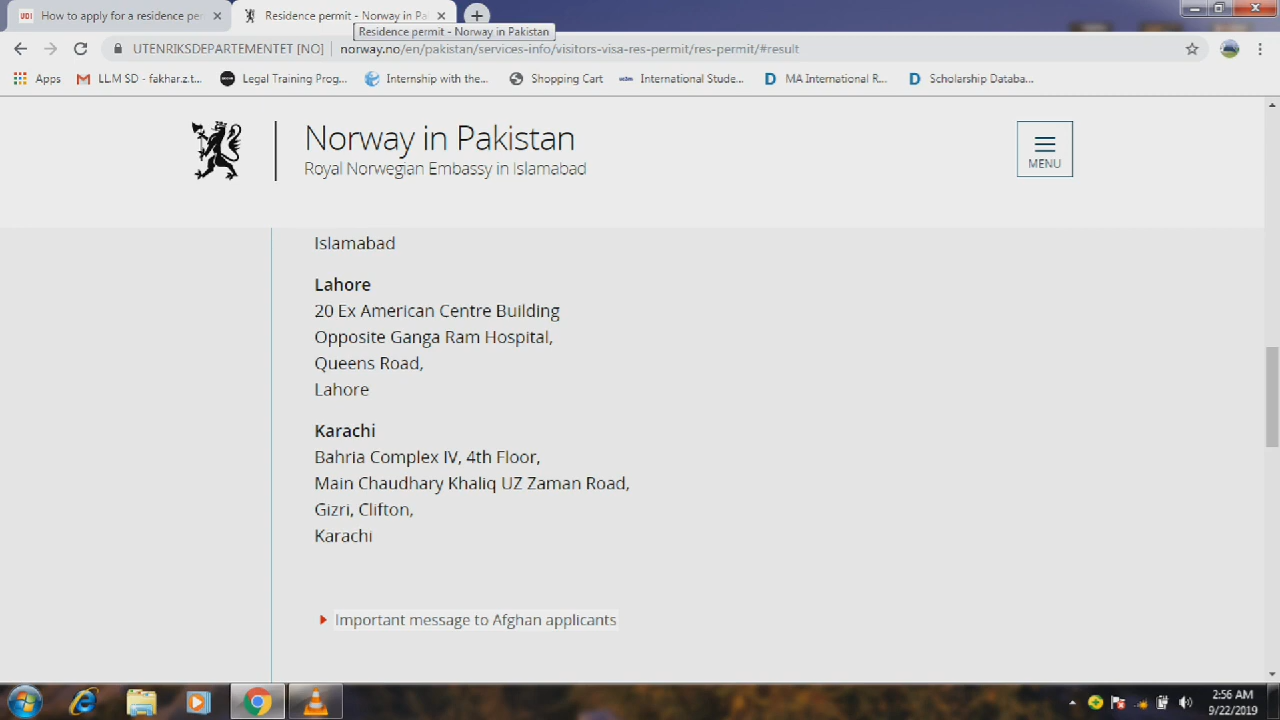 How to apply for a residence pe
Residence permit - Norway in Pa
Residence permit - Norway in Pakistan
UTENRIKSDEPARTEMENTET [NO]
norway.no/en/pakistan/services-info/visitors-visa-res-permit/res-permit/#result
Apps
LLM SD - fakhar.z.t...
Legal Training Prog...
Internship with the...
Shopping Cart
International Stude...
MA International R...
Scholarship Databa...
Norway in Pakistan
Royal Norwegian Embassy in Islamabad
MENU
Islamabad
Lahore
20 Ex American Centre Building
Opposite Ganga Ram Hospital,
Queens Road,
Lahore
Karachi
Bahria Complex IV, 4th Floor,
Main Chaudhary Khaliq UZ Zaman Road,
Gizri, Clifton,
Karachi
Important message to Afghan applicants
2:56 AM
9/22/2019